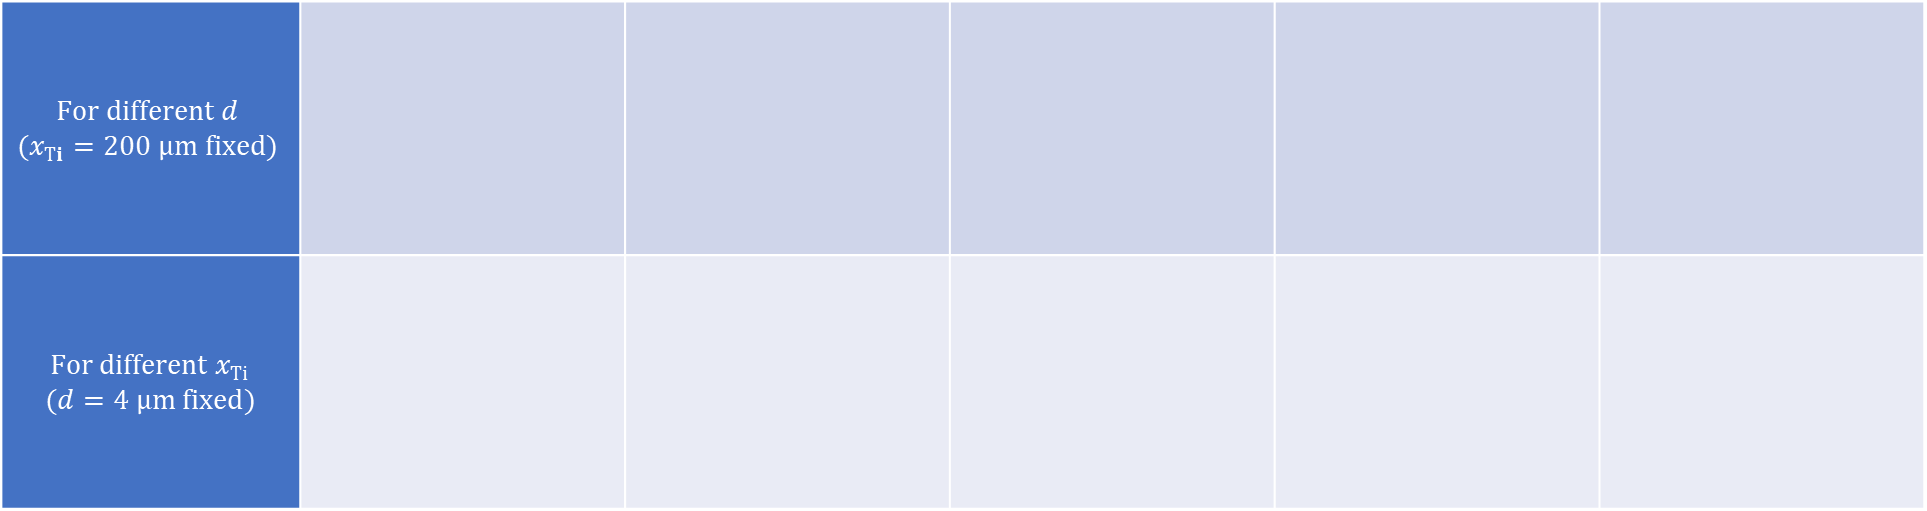 For different d
(x_Ti = 200 μm fixed)
For different x_Ti
(d = 4 μm fixed)